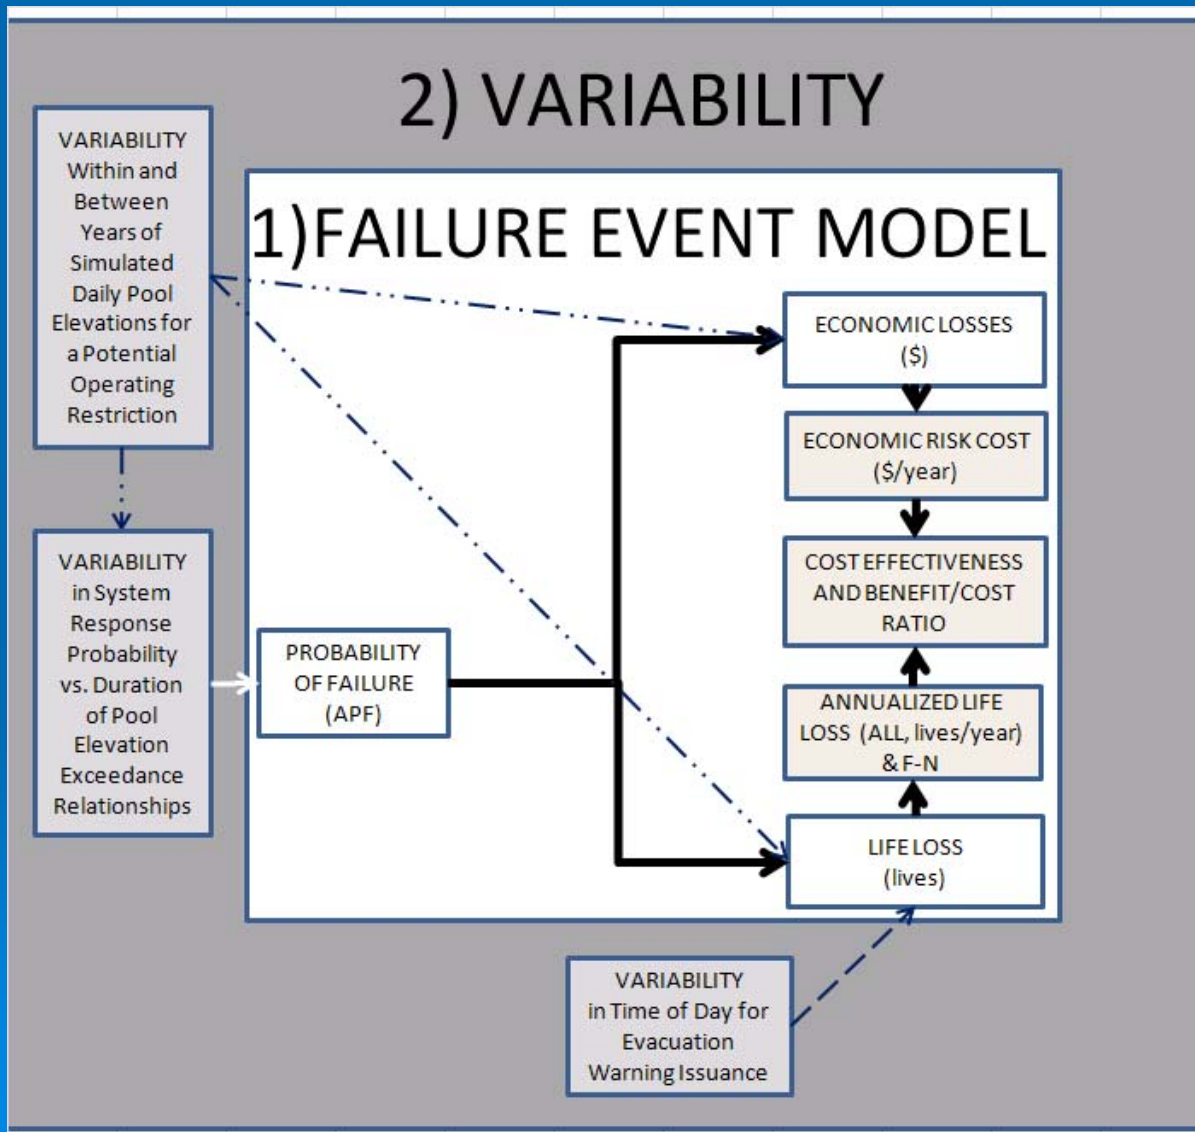 2) VARIABILITY
VARIABILITY
Within and
Between
Years of
Simulated
Daily Pool
Elevations for
a Potential
Operating
Restriction
1)FAILURE EVENT MODEL
ECONOMIC LOSSES
($)
ECONOMIC RISK COST
($/year)
COST EFFECTIVENESS
AND BENEFIT/COST
RATIO
VARIABILITY
in System
Response
Probability
vs. Duration
of Pool
Elevation
Exceedance
Relationships
PROBABILITY
OF FAILURE
(APF)
ANNUALIZED LIFE
LOSS (ALL, lives/year)
& F-N
LIFE LOSS
(lives)
VARIABILITY
in Time of Day for
Evacuation
Warning Issuance